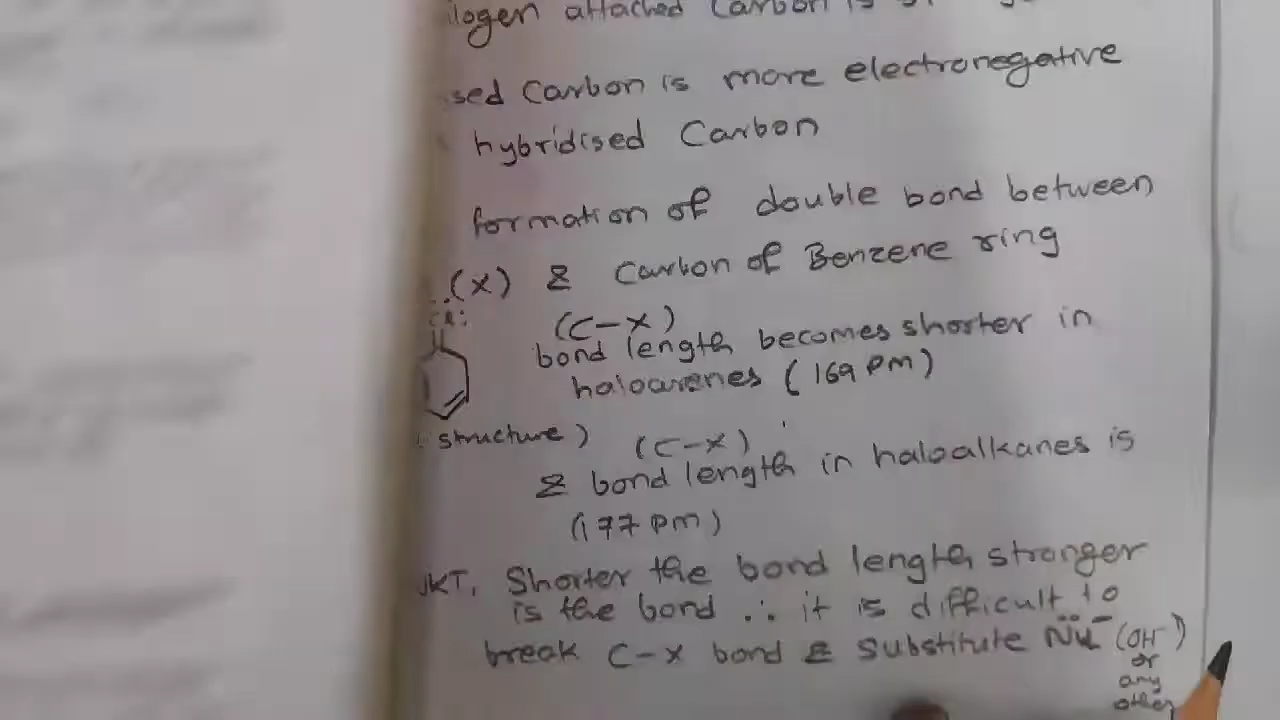 logen attached Carbon is
sed Carbon is more electronegative
hybridised Carbon
formation of double bond between
(x) & Carbon of Benzene ring
:Cl:
(C-x)
bond length becomes shorter in
haloarenes (169 pm)
structure)
(C-x)
& bond length in haloalkanes is
(177 pm)
WKT, Shorter the bond length stronger
is the bond ∴ it is difficult to
break C-x bond & substitute Nu⁻ (OH⁻)
or
any
other